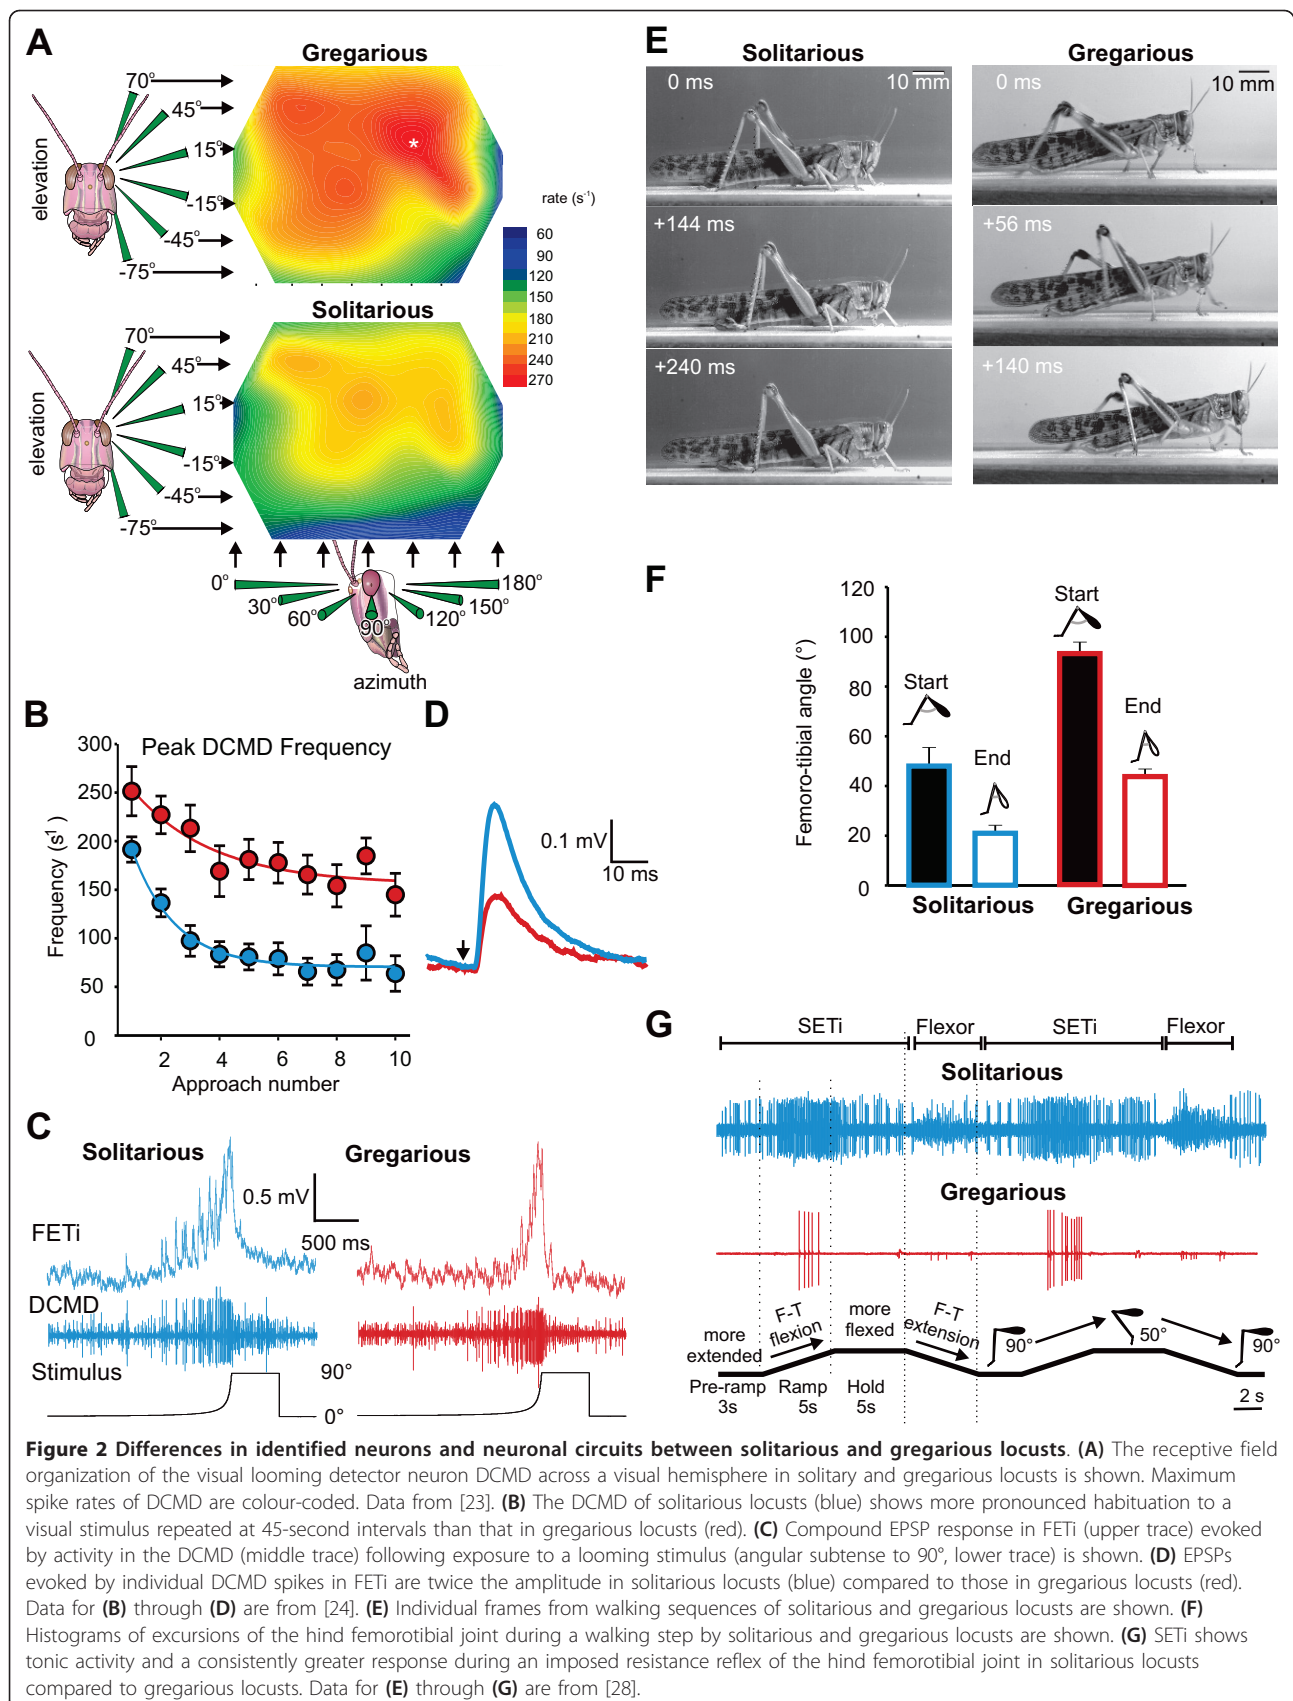 A
Gregarious
70°
45°
15°
-15°
-45°
-75°
elevation
*
rate (s-1)
60
90
120
150
180
210
240
270
Solitarious
70°
45°
15°
-15°
-45°
-75°
elevation
0°
30°
60°
90°
120°
150°
180°
azimuth
B
Peak DCMD Frequency
Frequency (s1)
300
250
200
150
100
50
0
2 4 6 8 10
Approach number
D
0.1 mV
10 ms
C
Solitarious
Gregarious
0.5 mV
500 ms
FETi
DCMD
Stimulus
90°
0°
E
Solitarious
Gregarious
0 ms
10 mm
+144 ms
+240 ms
0 ms
10 mm
+56 ms
+140 ms
F
Femoro-tibial angle (°)
120
100
80
60
40
20
0
Start
End
Start
End
Solitarious
Gregarious
G
SETi
Flexor
SETi
Flexor
Solitarious
Gregarious
more extended
F-T flexion
more flexed
F-T extension
90°
50°
90°
Pre-ramp 3s
Ramp 5s
Hold 5s
2 s
Figure 2 Differences in identified neurons and neuronal circuits between solitarious and gregarious locusts. (A) The receptive field
organization of the visual looming detector neuron DCMD across a visual hemisphere in solitary and gregarious locusts is shown. Maximum
spike rates of DCMD are colour-coded. Data from [23]. (B) The DCMD of solitarious locusts (blue) shows more pronounced habituation to a
visual stimulus repeated at 45-second intervals than that in gregarious locusts (red). (C) Compound EPSP response in FETi (upper trace) evoked
by activity in the DCMD (middle trace) following exposure to a looming stimulus (angular subtense to 90°, lower trace) is shown. (D) EPSPs
evoked by individual DCMD spikes in FETi are twice the amplitude in solitarious locusts (blue) compared to those in gregarious locusts (red).
Data for (B) through (D) are from [24]. (E) Individual frames from walking sequences of solitarious and gregarious locusts are shown. (F)
Histograms of excursions of the hind femorotibial joint during a walking step by solitarious and gregarious locusts are shown. (G) SETi shows
tonic activity and a consistently greater response during an imposed resistance reflex of the hind femorotibial joint in solitarious locusts
compared to gregarious locusts. Data for (E) through (G) are from [28].